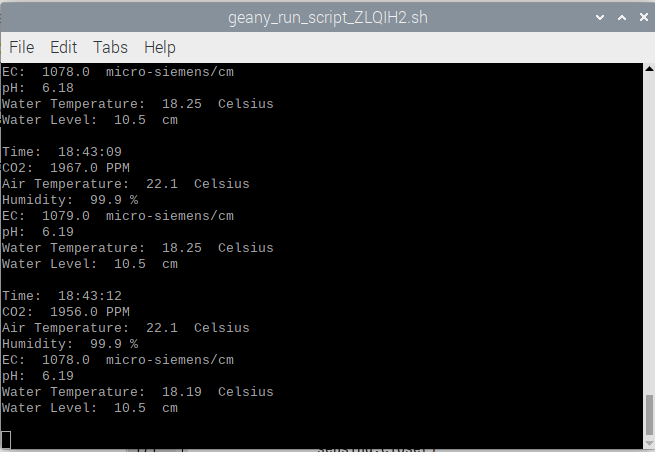 geany_run_script_ZLQIH2.sh
File Edit Tabs Help
EC: 1078.0 micro-siemens/cm
pH: 6.18
Water Temperature: 18.25 Celsius
Water Level: 10.5 cm
Time: 18:43:09
CO2: 1967.0 PPM
Air Temperature: 22.1 Celsius
Humidity: 99.9 %
EC: 1079.0 micro-siemens/cm
pH: 6.19
Water Temperature: 18.25 Celsius
Water Level: 10.5 cm
Time: 18:43:12
CO2: 1956.0 PPM
Air Temperature: 22.1 Celsius
Humidity: 99.9 %
EC: 1078.0 micro-siemens/cm
pH: 6.19
Water Temperature: 18.19 Celsius
Water Level: 10.5 cm